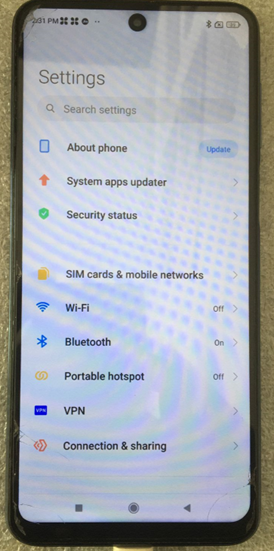 2:31 PM
Settings
Search settings
About phone
Update
System apps updater
Security status
SIM cards & mobile networks
Wi-Fi
Off
Bluetooth
On
Portable hotspot
Off
VPN
VPN
Connection & sharing